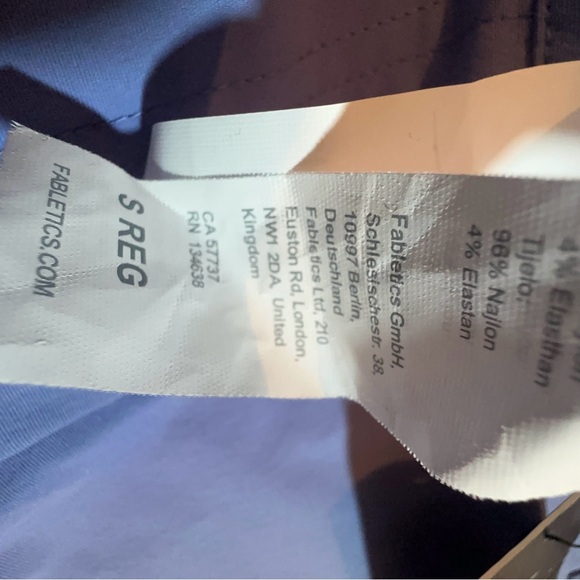 4% Elasthan
Tijelo:
96% Najlon
4% Elastan
Fabletics GmbH,
Schlesischestr. 38,
10997 Berlin,
Deutschland
Fabletics Ltd, 210
Euston Rd, London,
NW1 2DA, United
Kingdom
CA 57737
RN 134638
S REG
FABLETICS.COM